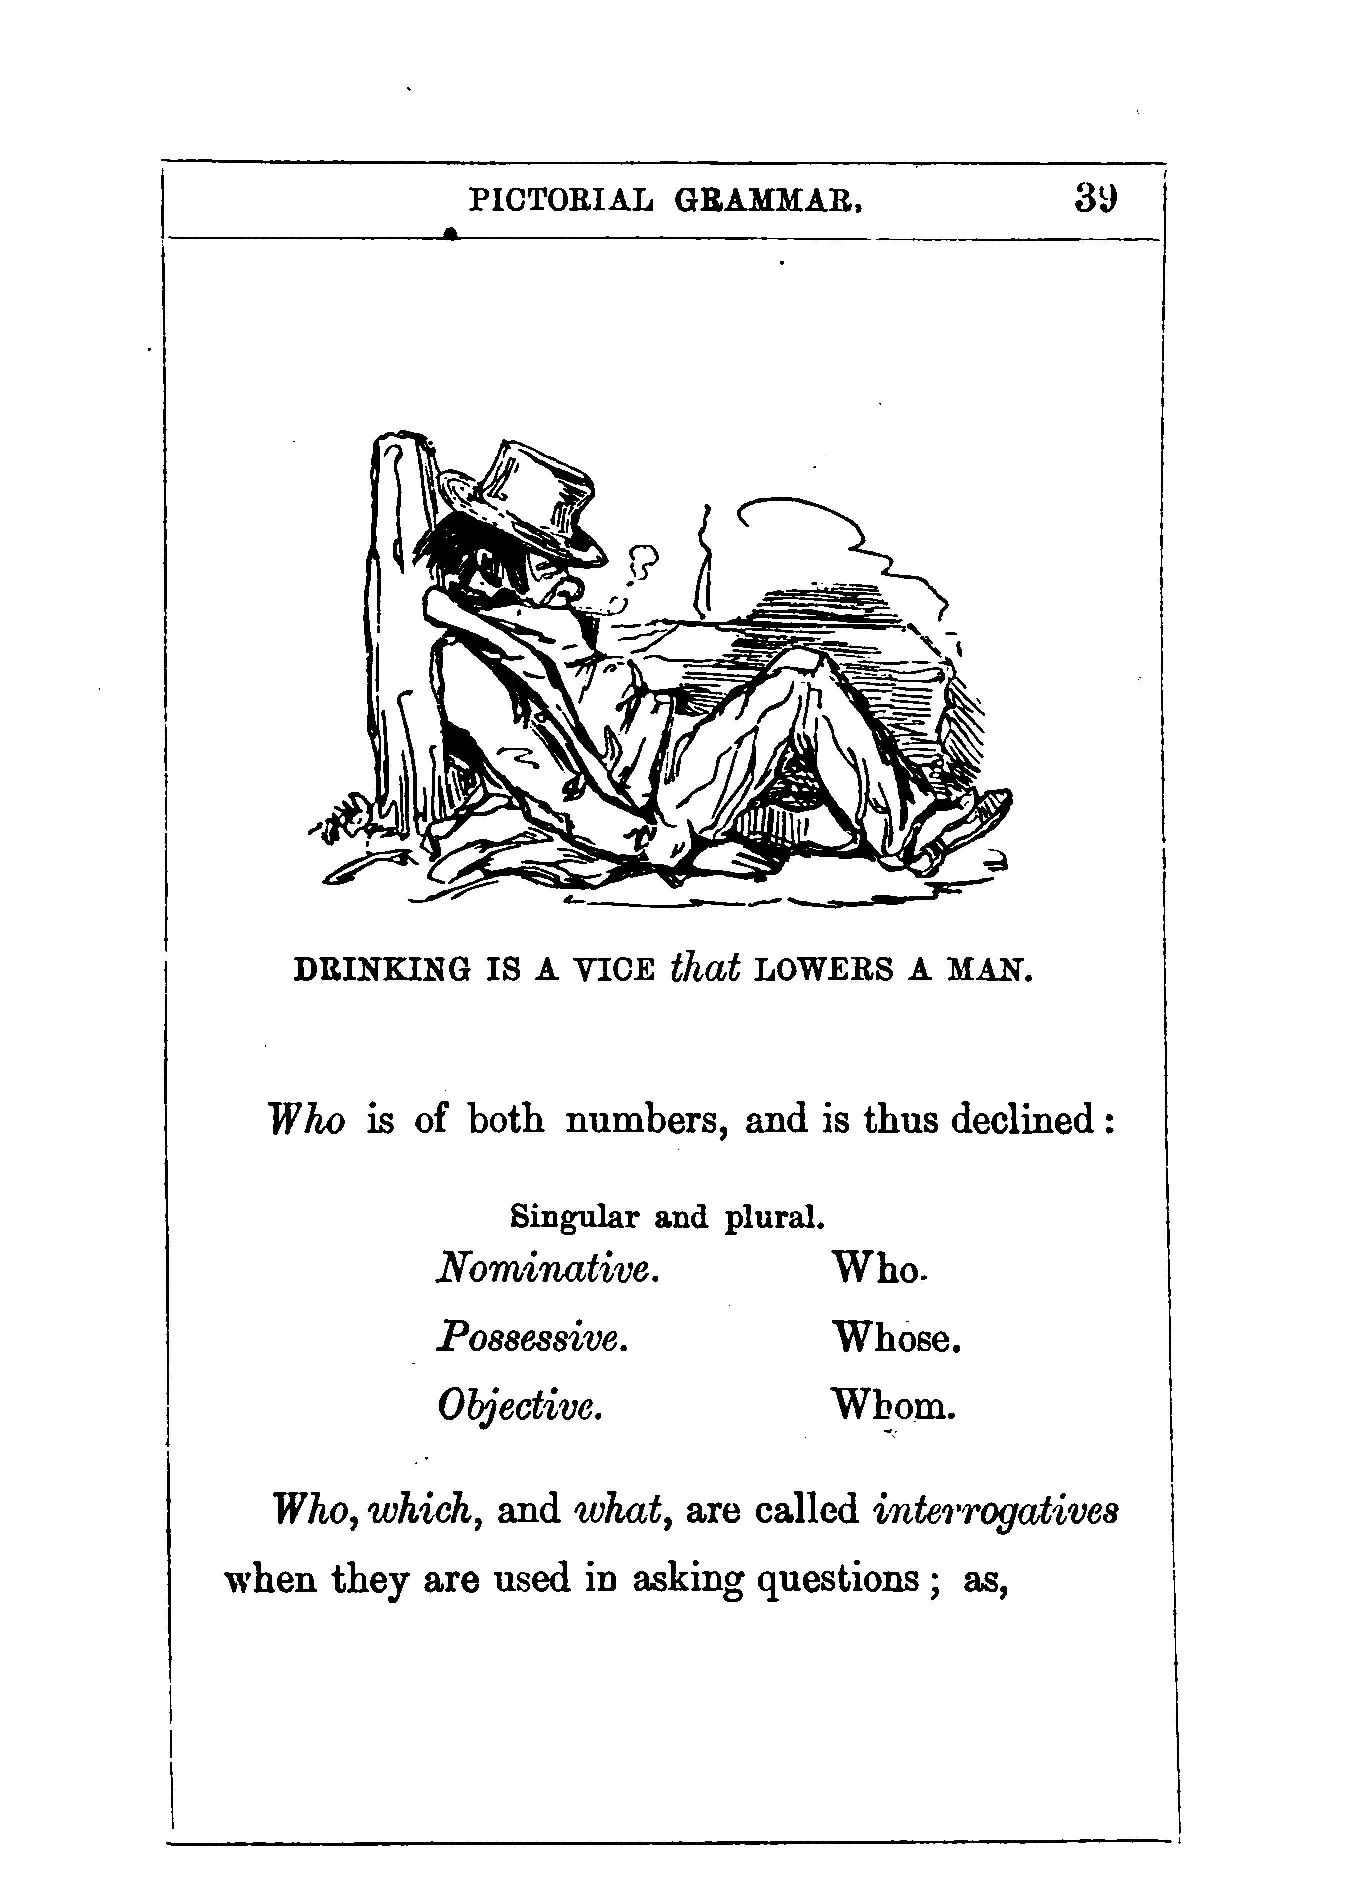 PICTORIAL GRAMMAR, 39
DRINKING IS A VICE that LOWERS A MAN.
Who is of both numbers, and is thus declined :
Singular and plural.
Nominative. Who.
Possessive. Whose.
Objective. Whom.
Who, which, and what, are called interrogatives
when they are used in asking questions ; as,